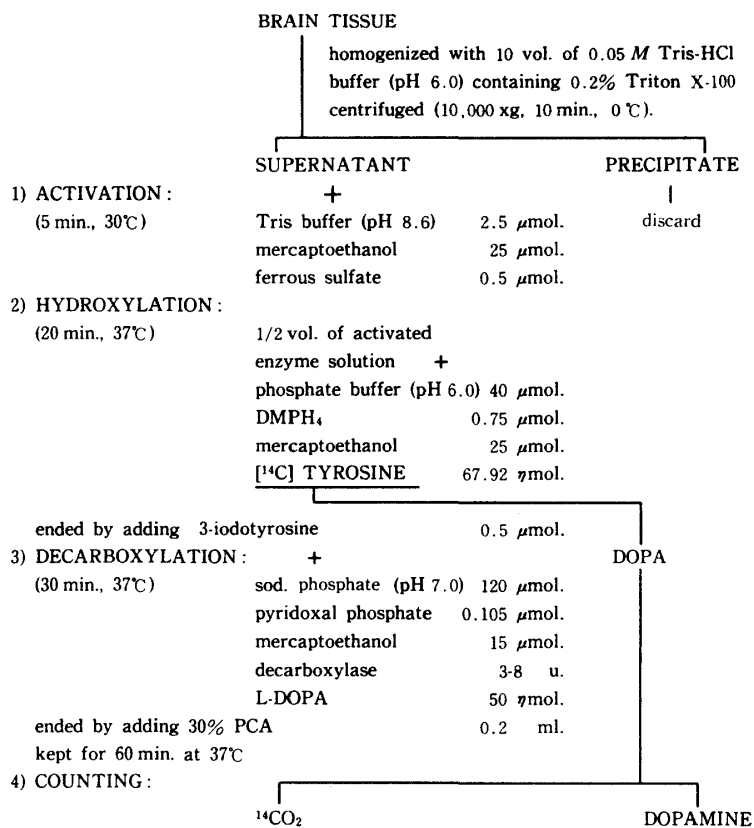 BRAIN TISSUE
homogenized with 10 vol. of 0.05 M Tris-HCl
buffer (pH 6.0) containing 0.2% Triton X-100
centrifuged (10,000 xg, 10 min., 0℃).
SUPERNATANT PRECIPITATE
1) ACTIVATION : +
(5 min., 30℃) Tris buffer (pH 8.6) 2.5 μmol. discard
mercaptoethanol 25 μmol.
ferrous sulfate 0.5 μmol.
2) HYDROXYLATION :
(20 min., 37℃) 1/2 vol. of activated
enzyme solution +
phosphate buffer (pH 6.0) 40 μmol.
DMPH₄ 0.75 μmol.
mercaptoethanol 25 μmol.
[¹⁴C] TYROSINE 67.92 ηmol.
ended by adding 3-iodotyrosine 0.5 μmol.
3) DECARBOXYLATION : + DOPA
(30 min., 37℃) sod. phosphate (pH 7.0) 120 μmol.
pyridoxal phosphate 0.105 μmol.
mercaptoethanol 15 μmol.
decarboxylase 3-8 u.
L-DOPA 50 ηmol.
ended by adding 30% PCA 0.2 ml.
kept for 60 min. at 37℃
4) COUNTING :
¹⁴CO₂ DOPAMINE